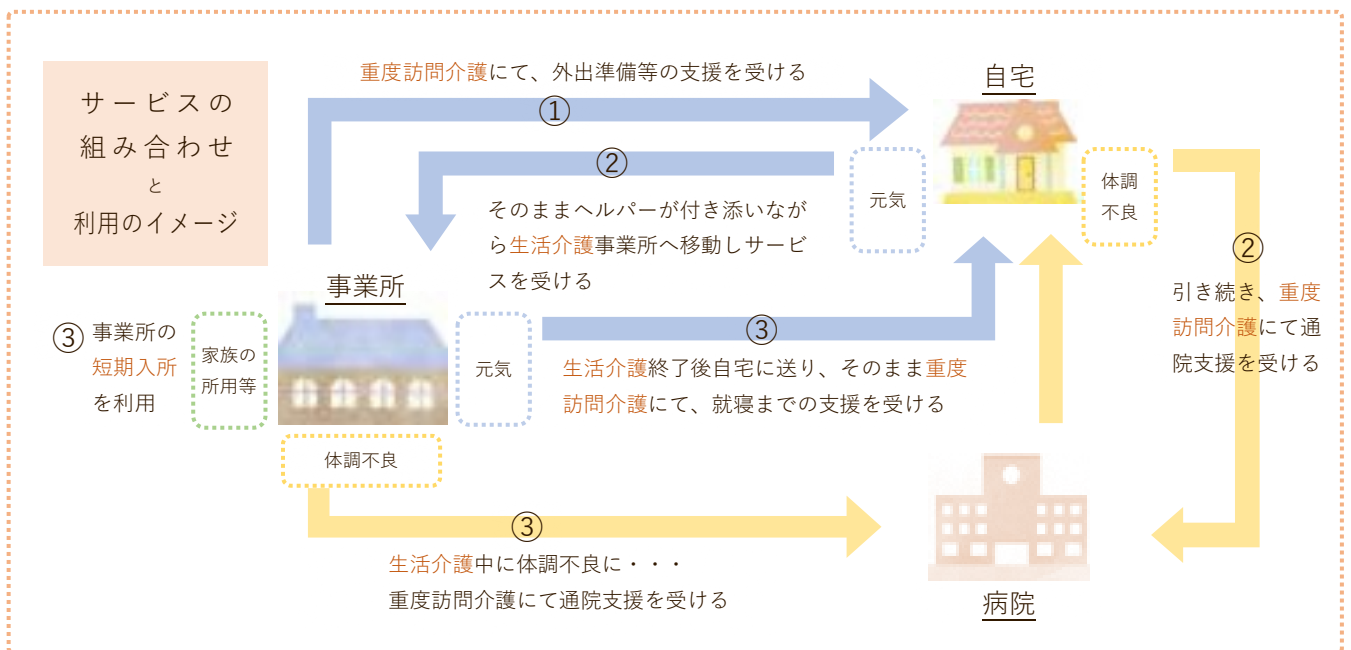 サービスの
組み合わせ
と
利用のイメージ
重度訪問介護にて、外出準備等の支援を受ける
①
自宅
②
元気
体調
不良
そのままヘルパーが付き添いなが
ら生活介護事業所へ移動しサービ
スを受ける
②
引き続き、重度
訪問介護にて通
院支援を受ける
事業所
③
事業所の
短期入所
を利用
家族の
所用等
元気
③
生活介護終了後自宅に送り、そのまま重度
訪問介護にて、就寝までの支援を受ける
体調不良
③
生活介護中に体調不良に・・・
重度訪問介護にて通院支援を受ける
病院